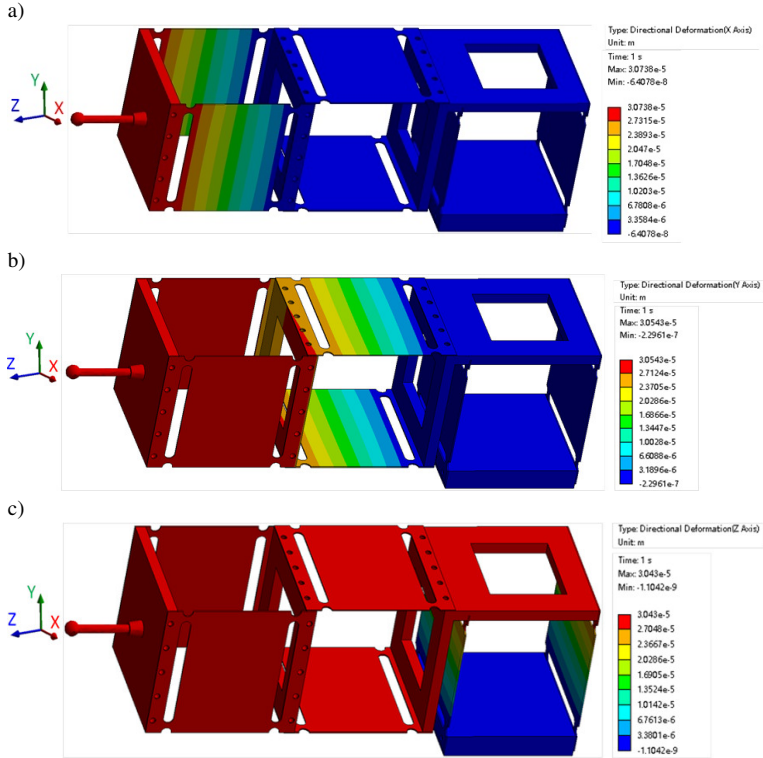 a)
Type: Directional Deformation(X Axis)
Unit: m
Time: 1 s
Max: 3.0738e-5
Min: -6.4078e-8
Y
Z
X
3.0738e-5
2.7315e-5
2.3893e-5
2.047e-5
1.7048e-5
1.3626e-5
1.0203e-5
6.7808e-6
3.3584e-6
-6.4078e-8
b)
Type: Directional Deformation(Y Axis)
Unit: m
Time: 1 s
Max: 3.0543e-5
Min: -2.2961e-7
Y
Z
X
3.0543e-5
2.7124e-5
2.3705e-5
2.0286e-5
1.6866e-5
1.3447e-5
1.0028e-5
6.6088e-6
3.1896e-6
-2.2961e-7
c)
Type: Directional Deformation(Z Axis)
Unit: m
Time: 1 s
Max: 3.043e-5
Min: -1.1042e-9
Y
Z
X
3.043e-5
2.7048e-5
2.3667e-5
2.0286e-5
1.6905e-5
1.3524e-5
1.0142e-5
6.7613e-6
3.3801e-6
-1.1042e-9